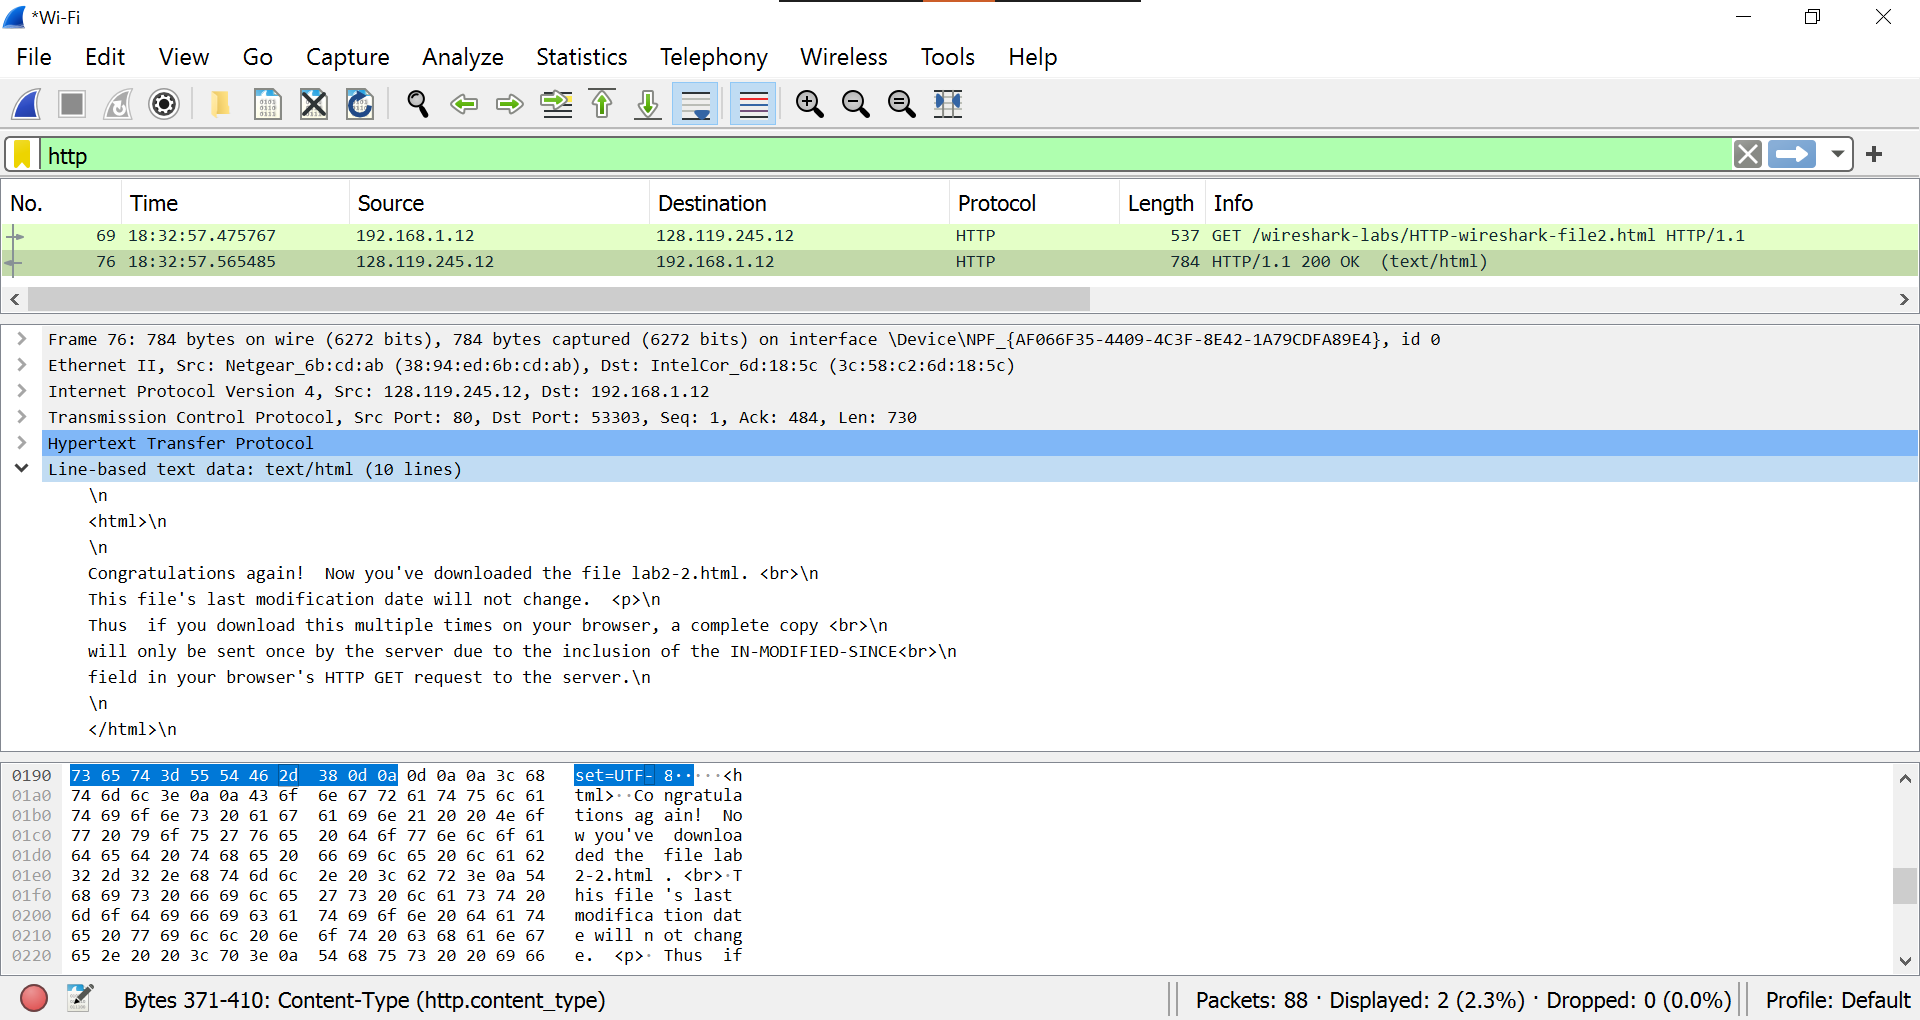 *Wi-Fi
File Edit View Go Capture Analyze Statistics Telephony Wireless Tools Help
http
No. Time Source Destination Protocol Length Info
69 18:32:57.475767 192.168.1.12 128.119.245.12 HTTP 537 GET /wireshark-labs/HTTP-wireshark-file2.html HTTP/1.1
76 18:32:57.565485 128.119.245.12 192.168.1.12 HTTP 784 HTTP/1.1 200 OK  (text/html)
Frame 76: 784 bytes on wire (6272 bits), 784 bytes captured (6272 bits) on interface \Device\NPF_{AF066F35-4409-4C3F-8E42-1A79CDFA89E4}, id 0
Ethernet II, Src: Netgear_6b:cd:ab (38:94:ed:6b:cd:ab), Dst: IntelCor_6d:18:5c (3c:58:c2:6d:18:5c)
Internet Protocol Version 4, Src: 128.119.245.12, Dst: 192.168.1.12
Transmission Control Protocol, Src Port: 80, Dst Port: 53303, Seq: 1, Ack: 484, Len: 730
Hypertext Transfer Protocol
Line-based text data: text/html (10 lines)
\n
<html>\n
\n
Congratulations again!  Now you've downloaded the file lab2-2.html. <br>\n
This file's last modification date will not change.  <p>\n
Thus  if you download this multiple times on your browser, a complete copy <br>\n
will only be sent once by the server due to the inclusion of the IN-MODIFIED-SINCE<br>\n
field in your browser's HTTP GET request to the server.\n
\n
</html>\n
0190 73 65 74 3d 55 54 46 2d 38 0d 0a 0d 0a 0a 3c 68 set=UTF- 8·····<h
01a0 74 6d 6c 3e 0a 0a 43 6f 6e 67 72 61 74 75 6c 61 tml>··Co ngratula
01b0 74 69 6f 6e 73 20 61 67 61 69 6e 21 20 20 4e 6f tions ag ain!  No
01c0 77 20 79 6f 75 27 76 65 20 64 6f 77 6e 6c 6f 61 w you've  downloa
01d0 64 65 64 20 74 68 65 20 66 69 6c 65 20 6c 61 62 ded the  file lab
01e0 32 2d 32 2e 68 74 6d 6c 2e 20 3c 62 72 3e 0a 54 2-2.html . <br>·T
01f0 68 69 73 20 66 69 6c 65 27 73 20 6c 61 73 74 20 his file 's last
0200 6d 6f 64 69 66 69 63 61 74 69 6f 6e 20 64 61 74 modifica tion dat
0210 65 20 77 69 6c 6c 20 6e 6f 74 20 63 68 61 6e 67 e will n ot chang
0220 65 2e 20 20 3c 70 3e 0a 54 68 75 73 20 20 69 66 e.  <p>· Thus  if
Bytes 371-410: Content-Type (http.content_type) Packets: 88 · Displayed: 2 (2.3%) · Dropped: 0 (0.0%) Profile: Default